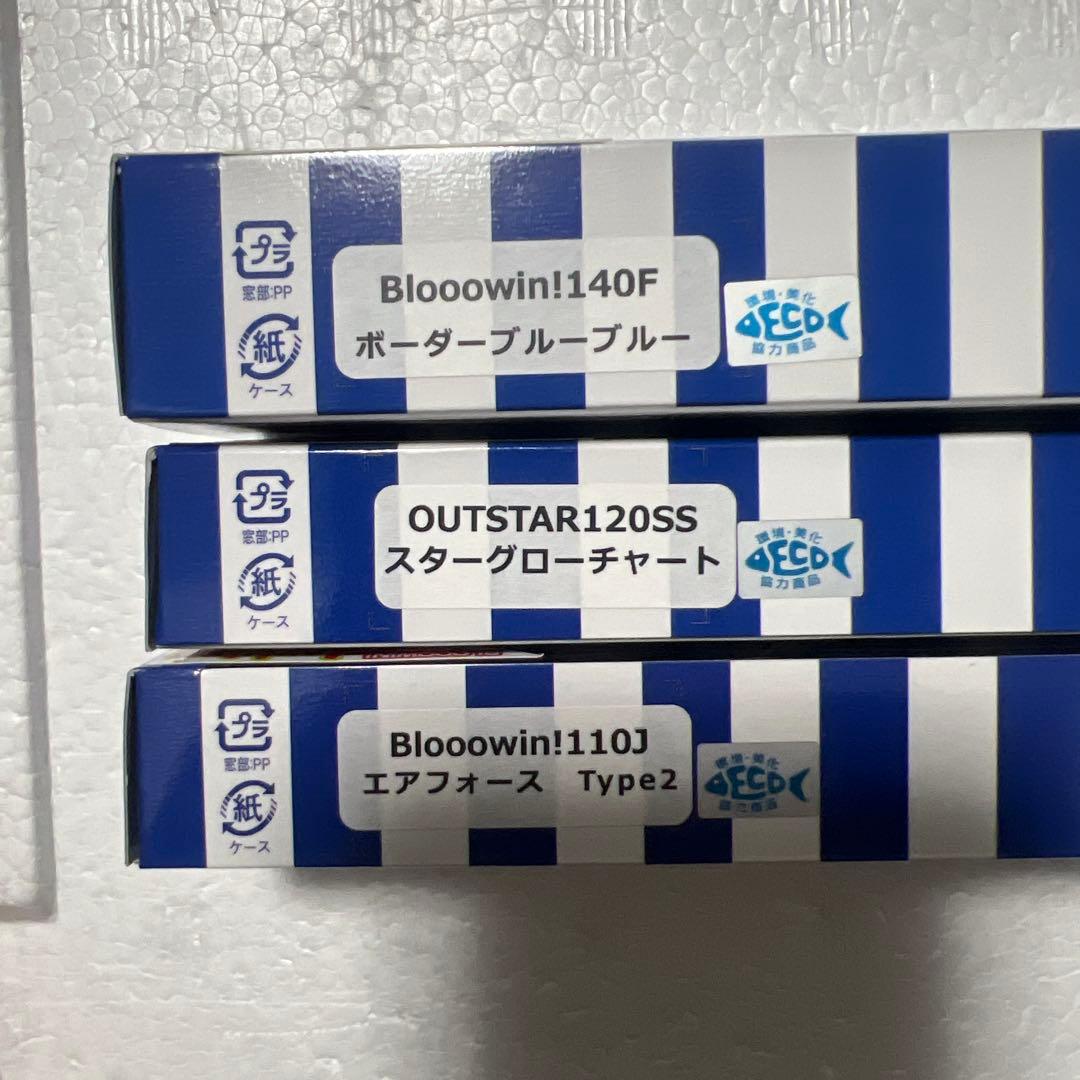 プラ
窓部:PP
紙
ケース
Blooowin!140F
ボーダーブルーブルー
環境・美化
ECO
協力商品
プラ
窓部:PP
紙
ケース
OUTSTAR120SS
スターグローチャート
環境・美化
ECO
協力商品
プラ
窓部:PP
紙
ケース
Blooowin!110J
エアフォース　Type2
環境・美化
ECO
協力商品